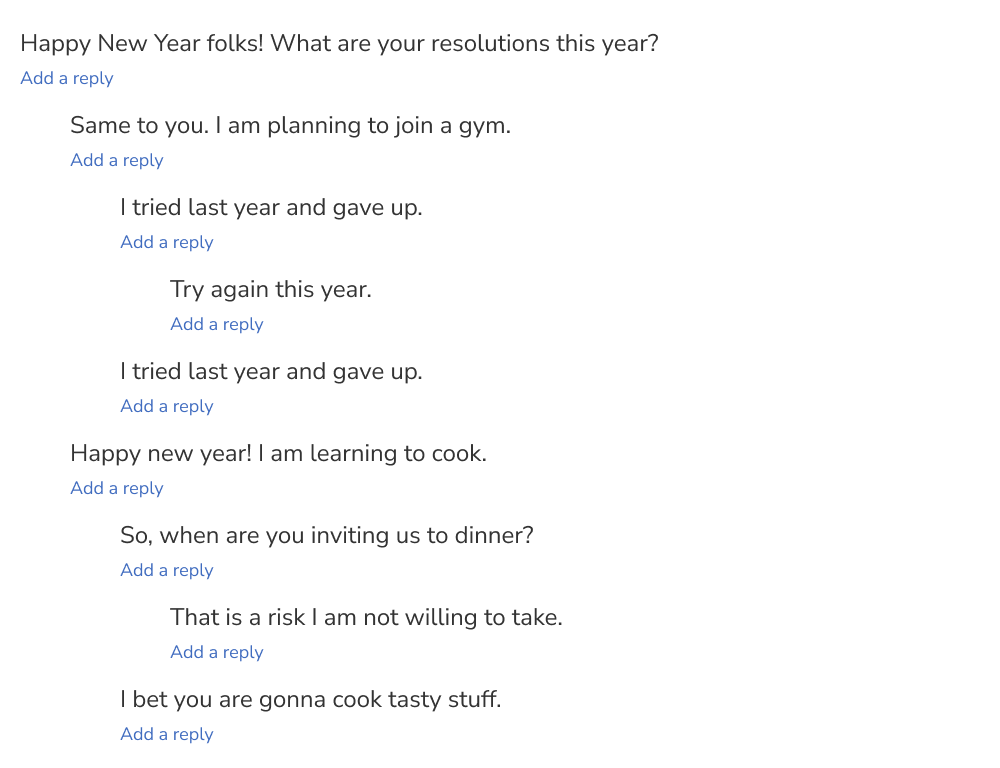 Happy New Year folks! What are your resolutions this year?
Add a reply
Same to you. I am planning to join a gym.
Add a reply
I tried last year and gave up.
Add a reply
Try again this year.
Add a reply
I tried last year and gave up.
Add a reply
Happy new year! I am learning to cook.
Add a reply
So, when are you inviting us to dinner?
Add a reply
That is a risk I am not willing to take.
Add a reply
I bet you are gonna cook tasty stuff.
Add a reply